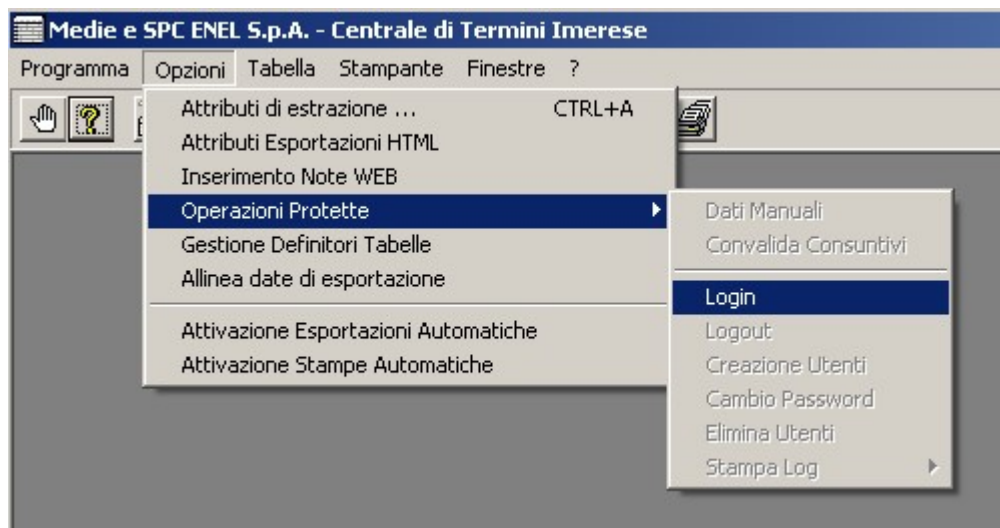 Medie e SPC ENEL S.p.A. - Centrale di Termini Imerese
Programma Opzioni Tabella Stampante Finestre ?
Attributi di estrazione ... CTRL+A
Attributi Esportazioni HTML
Inserimento Note WEB
Operazioni Protette
Gestione Definitori Tabelle
Allinea date di esportazione
Attivazione Esportazioni Automatiche
Attivazione Stampe Automatiche
Dati Manuali
Convalida Consuntivi
Login
Logout
Creazione Utenti
Cambio Password
Elimina Utenti
Stampa Log